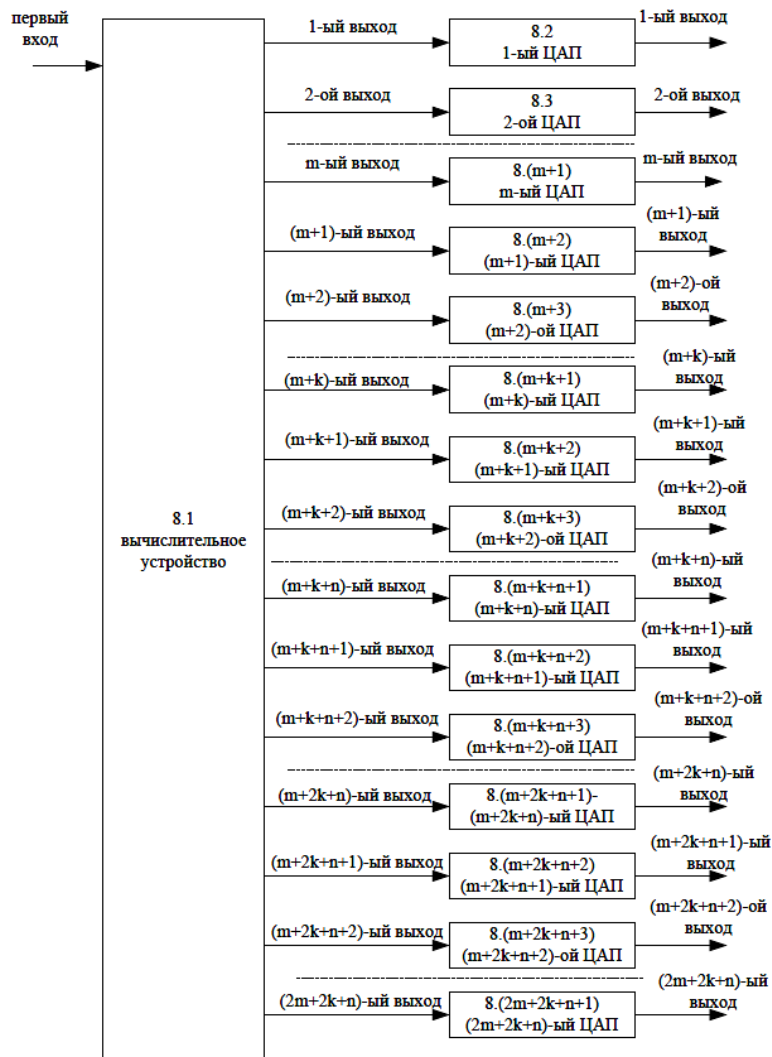 первый
вход
1-ый выход
8.2
1-ый ЦАП
1-ый выход
2-ой выход
8.3
2-ой ЦАП
2-ой выход
m-ый выход
8.(m+1)
m-ый ЦАП
m-ый выход
(m+1)-ый выход
8.(m+2)
(m+1)-ый ЦАП
(m+1)-ый
выход
(m+2)-ый выход
8.(m+3)
(m+2)-ой ЦАП
(m+2)-ой
выход
(m+k)-ый выход
8.(m+k+1)
(m+k)-ый ЦАП
(m+k)-ый
выход
(m+k+1)-ый выход
8.(m+k+2)
(m+k+1)-ый ЦАП
(m+k+1)-ый
выход
8.1
вычислительное
устройство
(m+k+2)-ый выход
8.(m+k+3)
(m+k+2)-ой ЦАП
(m+k+2)-ой
выход
(m+k+n)-ый выход
8.(m+k+n+1)
(m+k+n)-ый ЦАП
(m+k+n)-ый
выход
(m+k+n+1)-ый выход
8.(m+k+n+2)
(m+k+n+1)-ый ЦАП
(m+k+n+1)-ый
выход
(m+k+n+2)-ый выход
8.(m+k+n+3)
(m+k+n+2)-ой ЦАП
(m+k+n+2)-ой
выход
(m+2k+n)-ый выход
8.(m+2k+n+1)-
(m+2k+n)-ый ЦАП
(m+2k+n)-ый
выход
(m+2k+n+1)-ый выход
8.(m+2k+n+2)
(m+2k+n+1)-ый ЦАП
(m+2k+n+1)-ый
выход
(m+2k+n+2)-ый выход
8.(m+2k+n+3)
(m+2k+n+2)-ой ЦАП
(m+2k+n+2)-ой
выход
(2m+2k+n)-ый выход
8.(2m+2k+n+1)
(2m+2k+n)-ый ЦАП
(2m+2k+n)-ый
выход